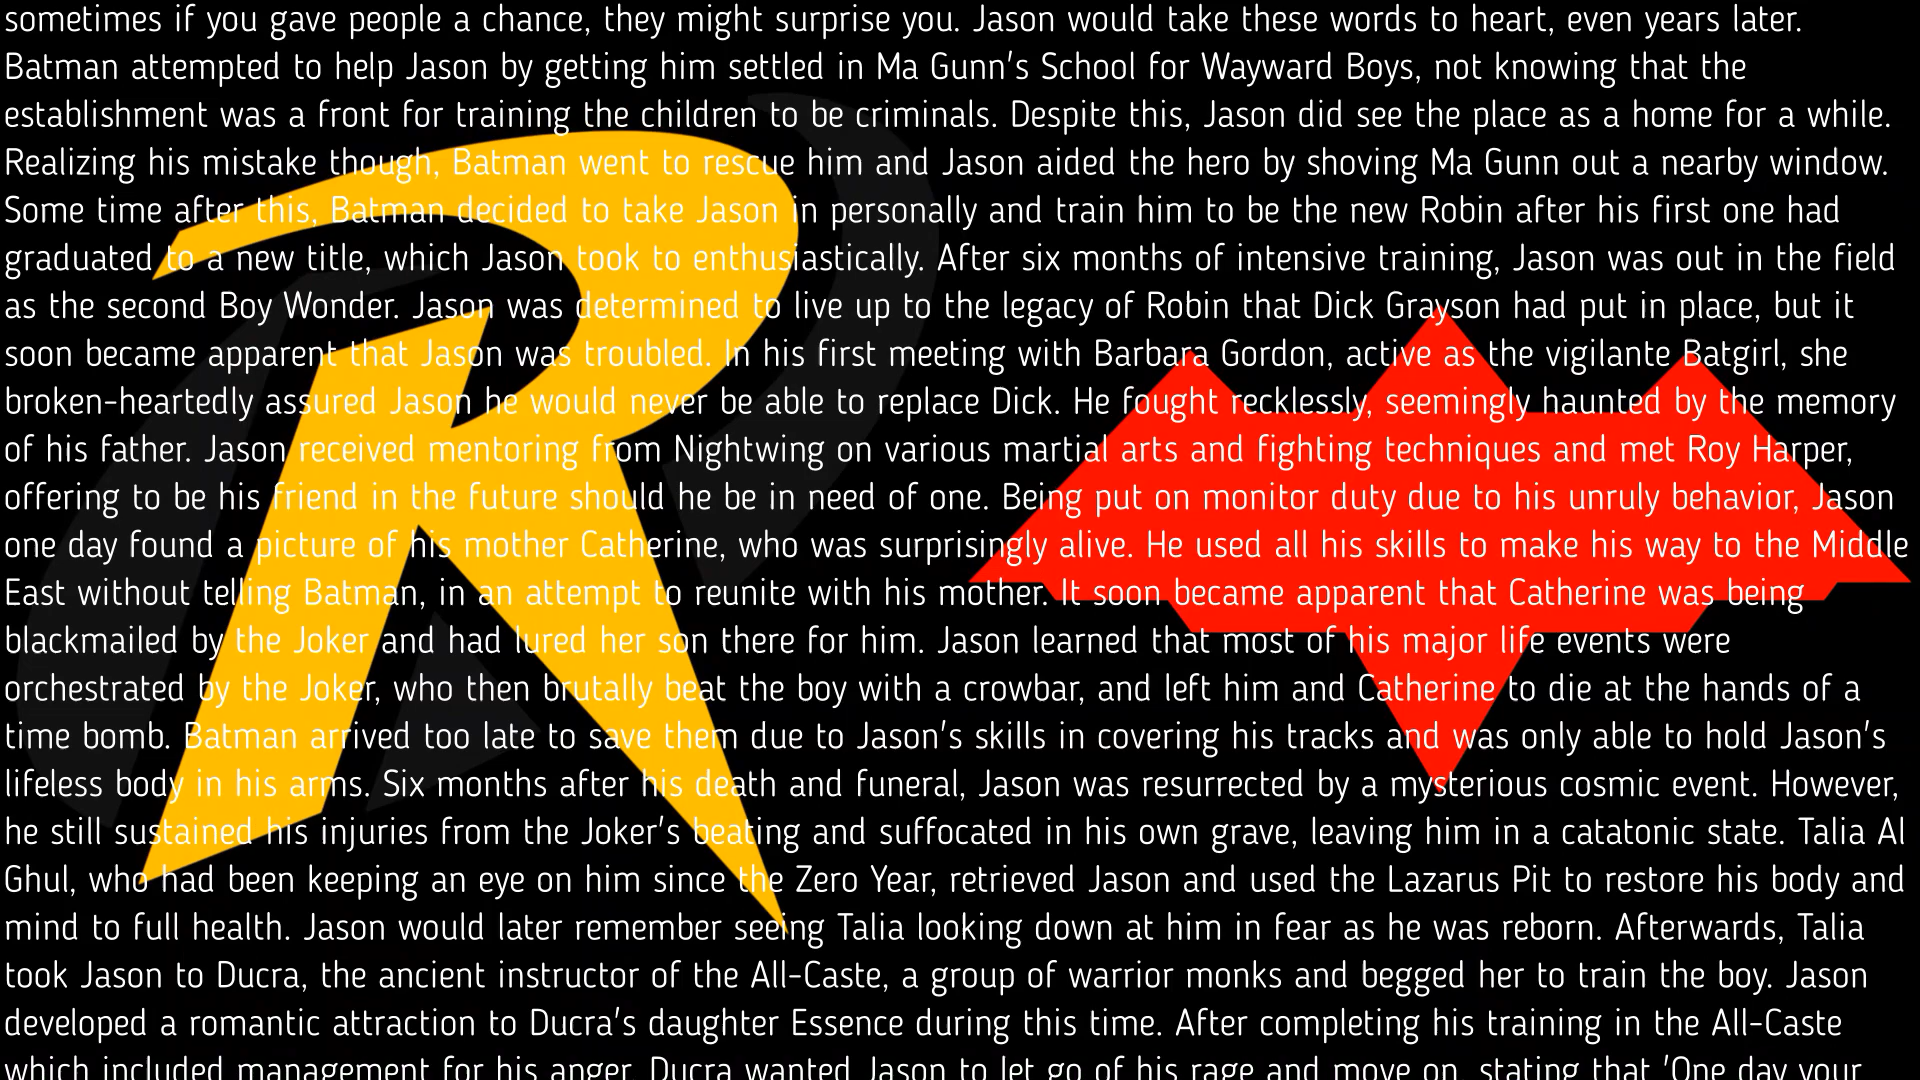 sometimes if you gave people a chance, they might surprise you. Jason would take these words to heart, even years later.
Batman attempted to help Jason by getting him settled in Ma Gunn's School for Wayward Boys, not knowing that the
establishment was a front for training the children to be criminals. Despite this, Jason did see the place as a home for a while.
Realizing his mistake though, Batman went to rescue him and Jason aided the hero by shoving Ma Gunn out a nearby window.
Some time after this, Batman decided to take Jason in personally and train him to be the new Robin after his first one had
graduated to a new title, which Jason took to enthusiastically. After six months of intensive training, Jason was out in the field
as the second Boy Wonder. Jason was determined to live up to the legacy of Robin that Dick Grayson had put in place, but it
soon became apparent that Jason was troubled. In his first meeting with Barbara Gordon, active as the vigilante Batgirl, she
broken-heartedly assured Jason he would never be able to replace Dick. He fought recklessly, seemingly haunted by the memory
of his father. Jason received mentoring from Nightwing on various martial arts and fighting techniques and met Roy Harper,
offering to be his friend in the future should he be in need of one. Being put on monitor duty due to his unruly behavior, Jason
one day found a picture of his mother Catherine, who was surprisingly alive. He used all his skills to make his way to the Middle
East without telling Batman, in an attempt to reunite with his mother. It soon became apparent that Catherine was being
blackmailed by the Joker and had lured her son there for him. Jason learned that most of his major life events were
orchestrated by the Joker, who then brutally beat the boy with a crowbar, and left him and Catherine to die at the hands of a
time bomb. Batman arrived too late to save them due to Jason's skills in covering his tracks and was only able to hold Jason's
lifeless body in his arms. Six months after his death and funeral, Jason was resurrected by a mysterious cosmic event. However,
he still sustained his injuries from the Joker's beating and suffocated in his own grave, leaving him in a catatonic state. Talia Al
Ghul, who had been keeping an eye on him since the Zero Year, retrieved Jason and used the Lazarus Pit to restore his body and
mind to full health. Jason would later remember seeing Talia looking down at him in fear as he was reborn. Afterwards, Talia
took Jason to Ducra, the ancient instructor of the All-Caste, a group of warrior monks and begged her to train the boy. Jason
developed a romantic attraction to Ducra's daughter Essence during this time. After completing his training in the All-Caste
which included management for his anger, Ducra wanted Jason to let go of his rage and move on, stating that 'One day your